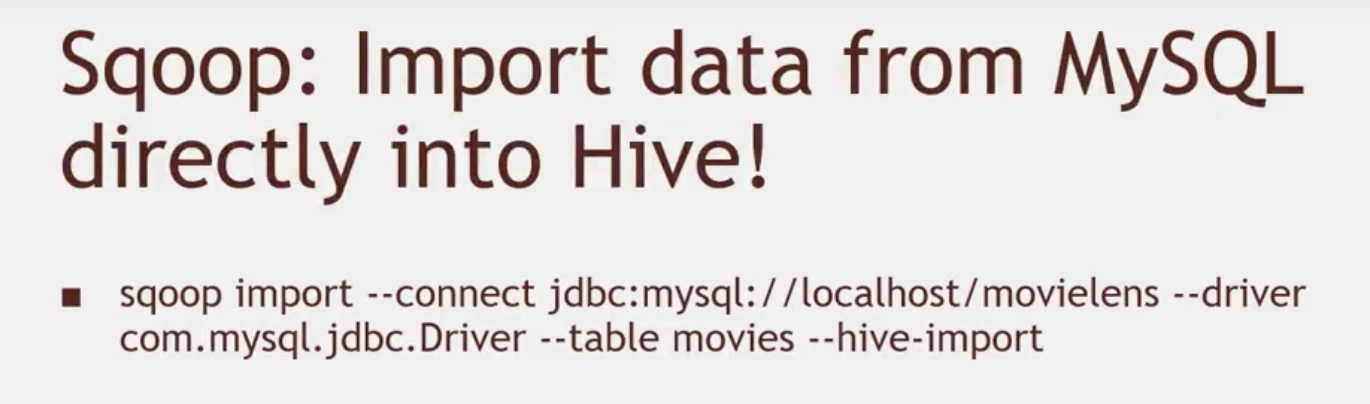 Sqoop: Import data from MySQL
directly into Hive!
▪ sqoop import --connect jdbc:mysql://localhost/movielens --driver
com.mysql.jdbc.Driver --table movies --hive-import